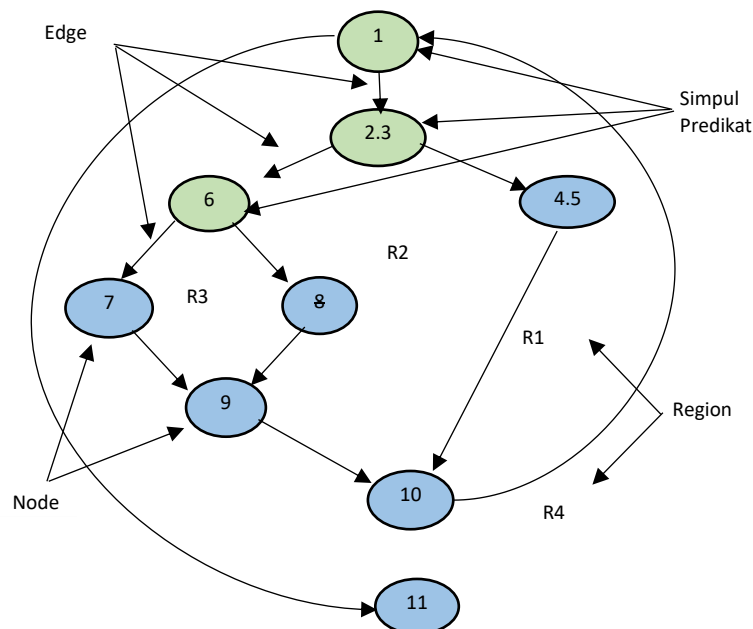 Edge
1
Simpul
Predikat
2.3
6
4.5
R2
7
R3
8
R1
9
Region
Node
10
R4
11